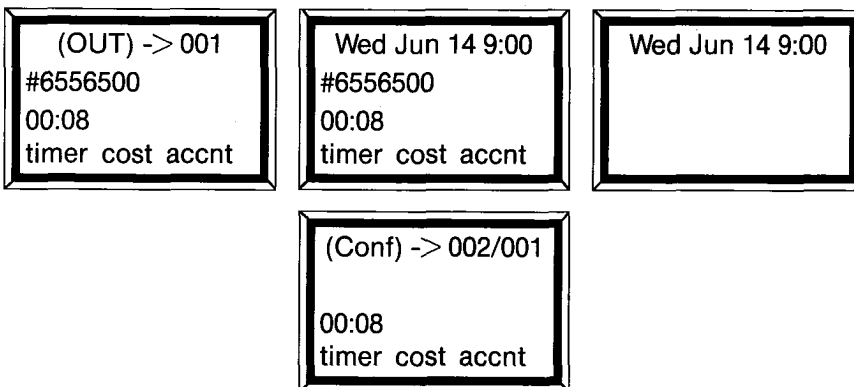 (OUT) -> 001
#6556500
00:08
timer cost accnt
Wed Jun 14 9:00
#6556500
00:08
timer cost accnt
Wed Jun 14 9:00
(Conf) -> 002/001
00:08
timer cost accnt